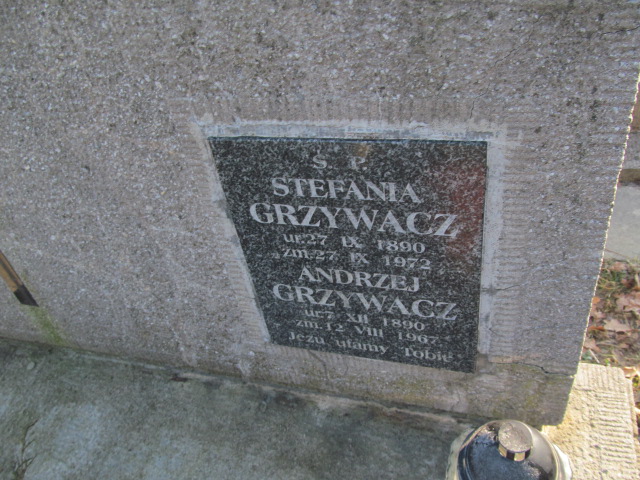 Ś. P.
STEFANIA
GRZYWACZ
ur. 27 IX 1890
zm. 27 IX 1972
ANDRZEJ
GRZYWACZ
ur. 7 XII 1890
zm. 12 VIII 1967
Jezu ufamy Tobie